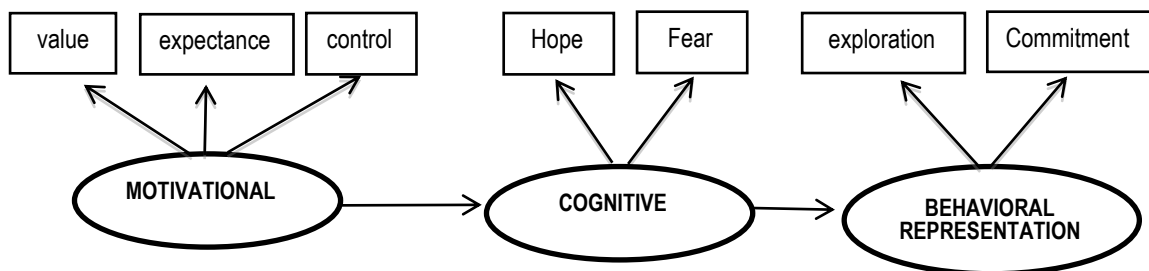 value
expectance
control
Hope
Fear
exploration
Commitment
MOTIVATIONAL
COGNITIVE
BEHAVIORAL
REPRESENTATION